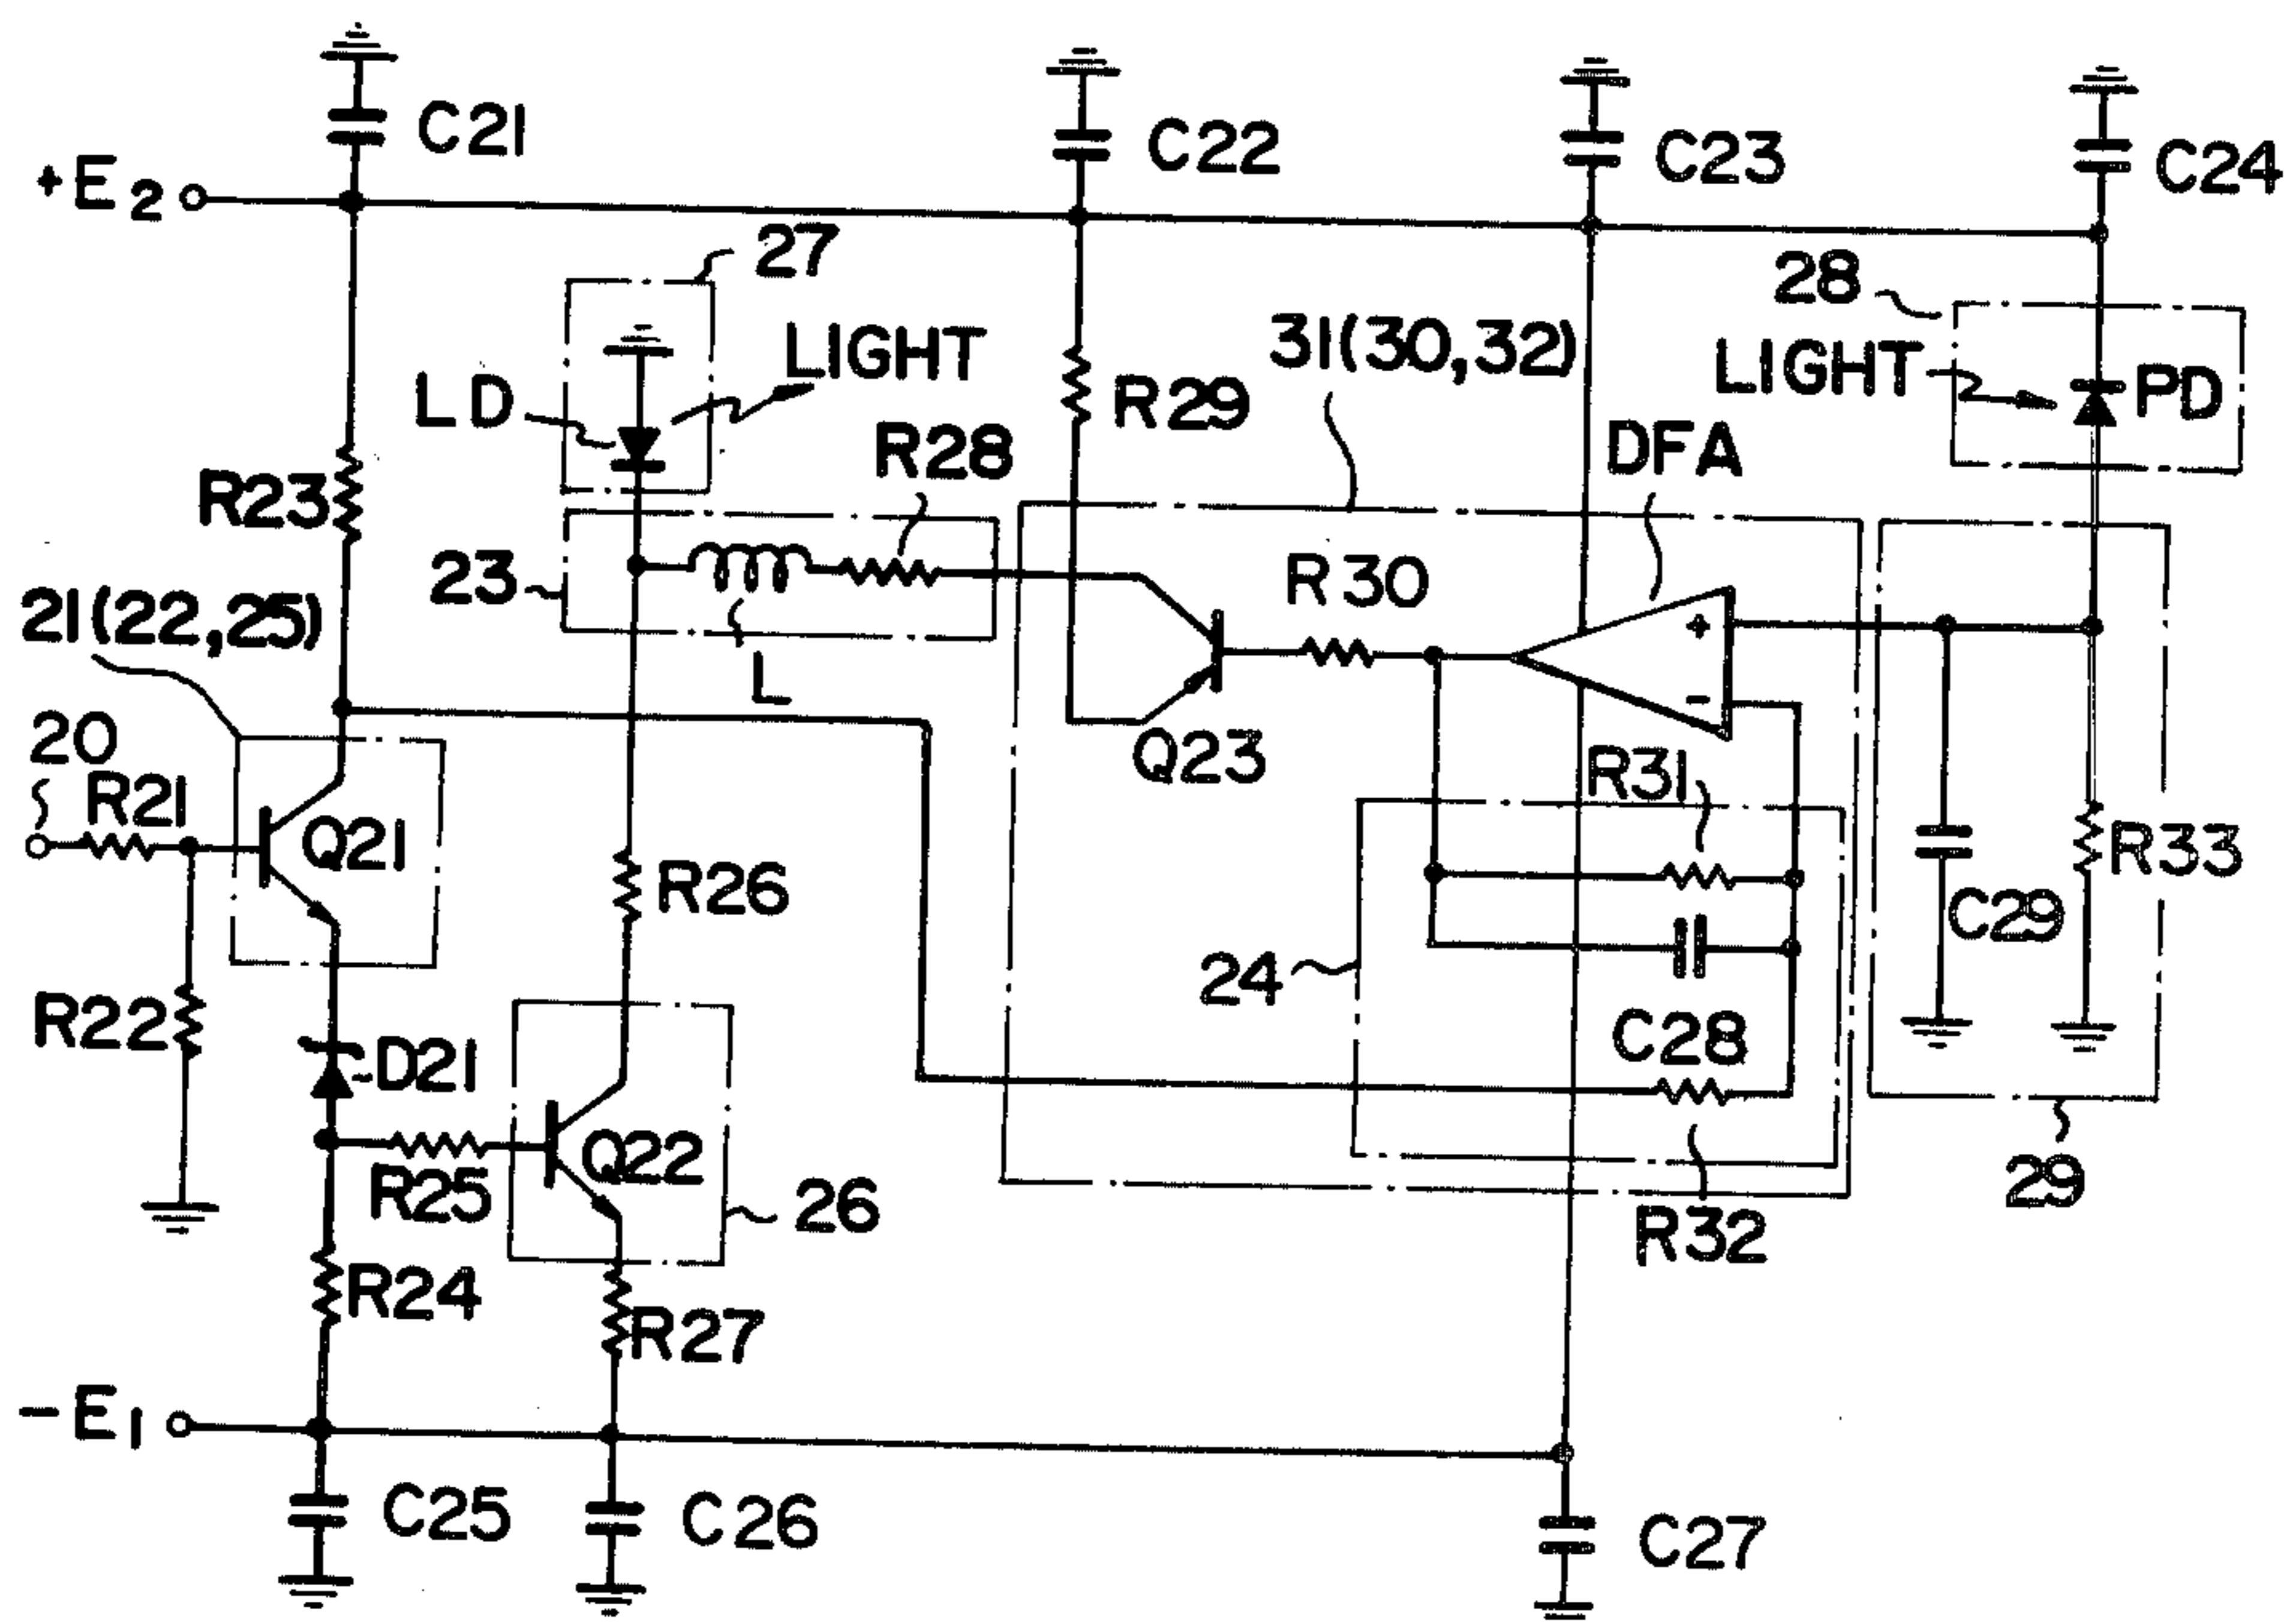 C21
C22
C23
C24
+E2
27
28
LD
LIGHT
31(30,32)
LIGHT
PD
R29
R28
DFA
R23
23
R30
21(22,25)
L
20
R21
Q21
Q23
R31
R26
R33
C29
24
R22
D21
C28
Q22
R25
26
29
R32
R24
R27
-E1
C25
C26
C27
+
-